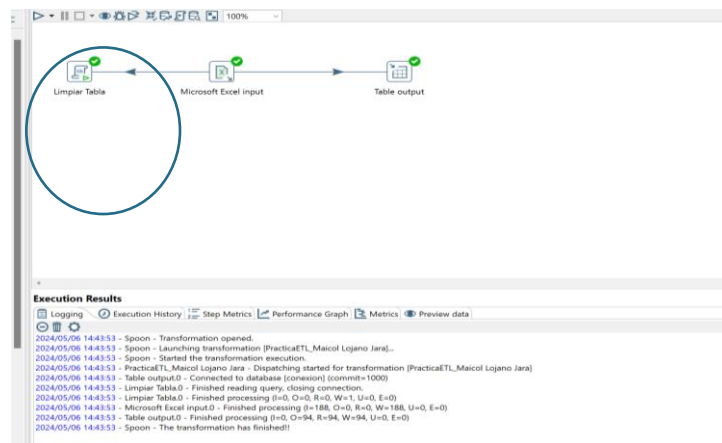 100%
Limpiar Tabla
Microsoft Excel input
Table output
Execution Results
Logging Execution History Step Metrics Performance Graph Metrics Preview data
2024/05/06 14:43:53 - Spoon - Transformation opened.
2024/05/06 14:43:53 - Spoon - Launching transformation [PracticaETL_Maicol Lojano Jara]...
2024/05/06 14:43:53 - Spoon - Started the transformation execution.
2024/05/06 14:43:53 - PracticaETL_Maicol Lojano Jara - Dispatching started for transformation [PracticaETL_Maicol Lojano Jara]
2024/05/06 14:43:53 - Table output.0 - Connected to database [conexion] (commit=1000)
2024/05/06 14:43:53 - Limpiar Tabla.0 - Finished reading query, closing connection.
2024/05/06 14:43:53 - Limpiar Tabla.0 - Finished processing (I=0, O=0, R=0, W=1, U=0, E=0)
2024/05/06 14:43:53 - Microsoft Excel input.0 - Finished processing (I=188, O=0, R=0, W=188, U=0, E=0)
2024/05/06 14:43:53 - Table output.0 - Finished processing (I=0, O=94, R=94, W=94, U=0, E=0)
2024/05/06 14:43:53 - Spoon - The transformation has finished!!